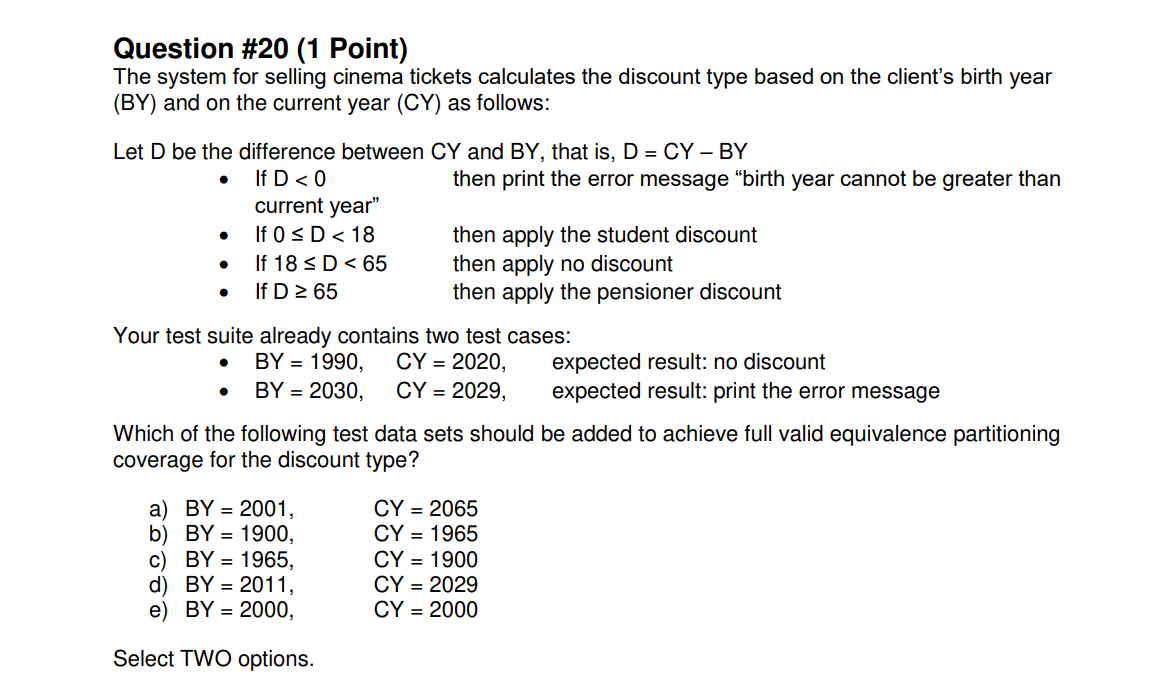 Question #20 (1 Point)
The system for selling cinema tickets calculates the discount type based on the client’s birth year
(BY) and on the current year (CY) as follows:
Let D be the difference between CY and BY, that is, D = CY – BY
• If D < 0 then print the error message “birth year cannot be greater than
current year”
• If 0 ≤ D < 18 then apply the student discount
• If 18 ≤ D < 65 then apply no discount
• If D ≥ 65 then apply the pensioner discount
Your test suite already contains two test cases:
• BY = 1990, CY = 2020, expected result: no discount
• BY = 2030, CY = 2029, expected result: print the error message
Which of the following test data sets should be added to achieve full valid equivalence partitioning
coverage for the discount type?
a) BY = 2001, CY = 2065
b) BY = 1900, CY = 1965
c) BY = 1965, CY = 1900
d) BY = 2011, CY = 2029
e) BY = 2000, CY = 2000
Select TWO options.